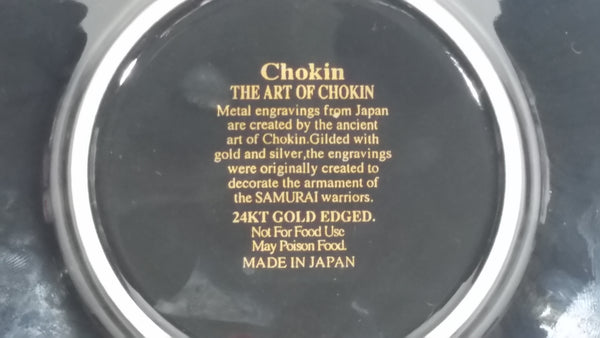 Chokin
THE ART OF CHOKIN
Metal engravings from Japan
are created by the ancient
art of Chokin.Gilded with
gold and silver,the engravings
were originally created to
decorate the armament of
the SAMURAI warriors.
24KT GOLD EDGED.
Not For Food Use
May Poison Food.
MADE IN JAPAN